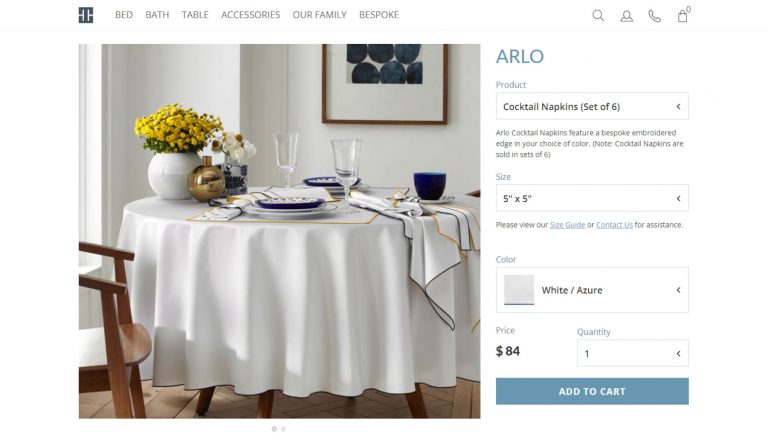 BED BATH TABLE ACCESSORIES OUR FAMILY BESPOKE
0
ARLO
Product
Cocktail Napkins (Set of 6)
Arlo Cocktail Napkins feature a bespoke embroidered
edge in your choice of color. (Note: Cocktail Napkins are
sold in sets of 6)
Size
5" x 5"
Please view our Size Guide or Contact Us for assistance.
Color
White / Azure
Price
Quantity
$ 84
1
ADD TO CART